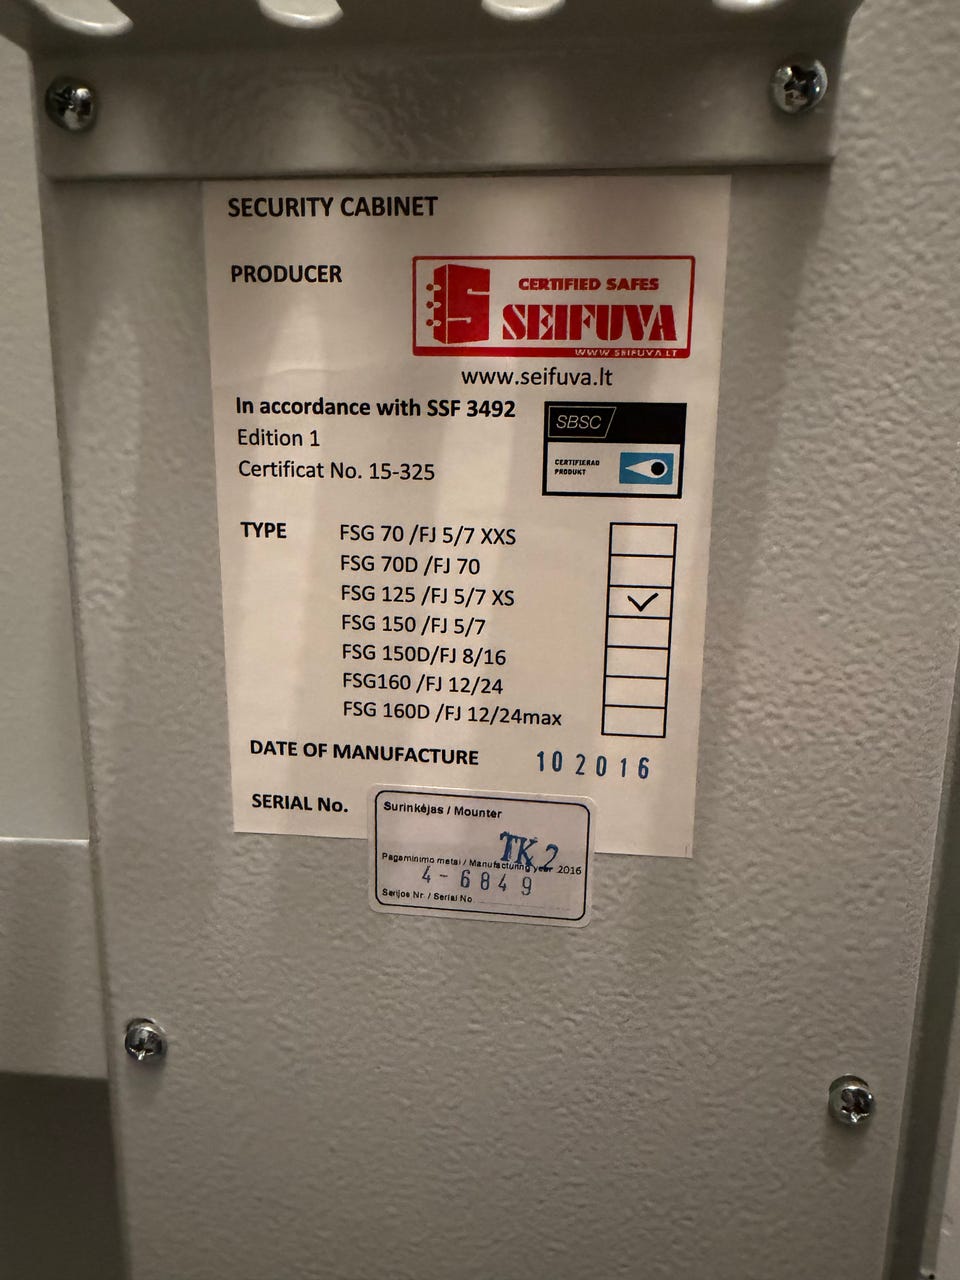 SECURITY CABINET
PRODUCER
CERTIFIED SAFES
SEIFUVA
WWW.SEIFUVA.LT
www.seifuva.lt
In accordance with SSF 3492
Edition 1
Certificat No. 15-325
SBSC
CERTIFIERAD
PRODUKT
TYPE
FSG 70 /FJ 5/7 XXS
FSG 70D /FJ 70
FSG 125 /FJ 5/7 XS
FSG 150 /FJ 5/7
FSG 150D/FJ 8/16
FSG160 /FJ 12/24
FSG 160D /FJ 12/24max
DATE OF MANUFACTURE 10 2016
SERIAL No.
Surinkėjas / Mounter
TK 2
Pagaminimo metai / Manufacturing year 2016
4-6849
Serijos Nr. / Serial No